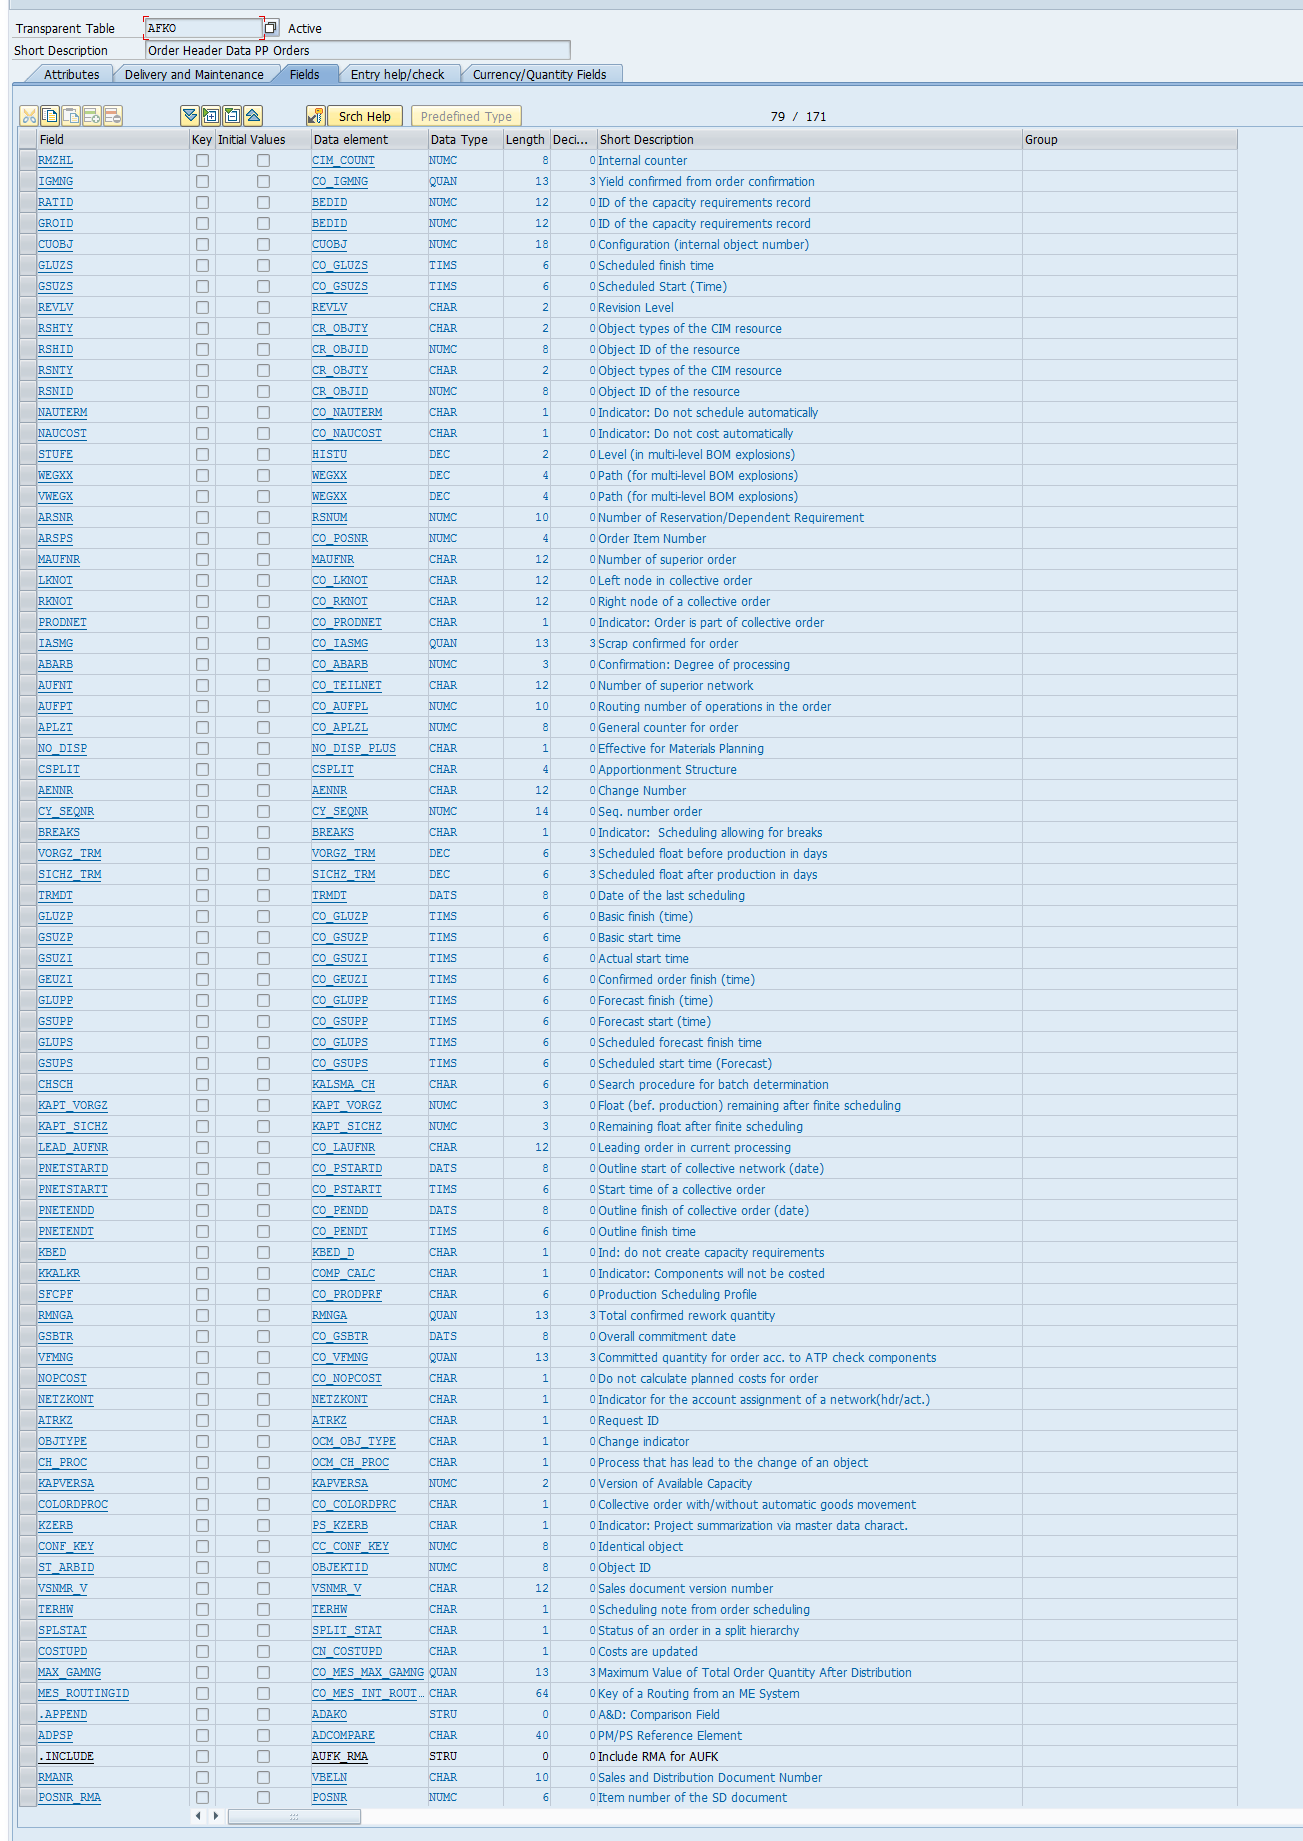 Transparent Table AFKO Active
Short Description Order Header Data PP Orders
Attributes Delivery and Maintenance Fields Entry help/check Currency/Quantity Fields
Srch Help Predefined Type 79 / 171
Field Key Initial Values Data element Data Type Length Deci... Short Description Group
RMZHL CIM_COUNT NUMC 8 0 Internal counter
IGMNG CO_IGMNG QUAN 13 3 Yield confirmed from order confirmation
RATID BEDID NUMC 12 0 ID of the capacity requirements record
GROID BEDID NUMC 12 0 ID of the capacity requirements record
CUOBJ CUOBJ NUMC 18 0 Configuration (internal object number)
GLUZS CO_GLUZS TIMS 6 0 Scheduled finish time
GSUZS CO_GSUZS TIMS 6 0 Scheduled Start (Time)
REVLV REVLV CHAR 2 0 Revision Level
RSHTY CR_OBJTY CHAR 2 0 Object types of the CIM resource
RSHID CR_OBJID NUMC 8 0 Object ID of the resource
RSNTY CR_OBJTY CHAR 2 0 Object types of the CIM resource
RSNID CR_OBJID NUMC 8 0 Object ID of the resource
NAUTERM CO_NAUTERM CHAR 1 0 Indicator: Do not schedule automatically
NAUCOST CO_NAUCOST CHAR 1 0 Indicator: Do not cost automatically
STUFE HISTU DEC 2 0 Level (in multi-level BOM explosions)
WEGXX WEGXX DEC 4 0 Path (for multi-level BOM explosions)
VWEGX WEGXX DEC 4 0 Path (for multi-level BOM explosions)
ARSNR RSNUM NUMC 10 0 Number of Reservation/Dependent Requirement
ARSPS CO_POSNR NUMC 4 0 Order Item Number
MAUFNR MAUFNR CHAR 12 0 Number of superior order
LKNOT CO_LKNOT CHAR 12 0 Left node in collective order
RKNOT CO_RKNOT CHAR 12 0 Right node of a collective order
PRODNET CO_PRODNET CHAR 1 0 Indicator: Order is part of collective order
IASMG CO_IASMG QUAN 13 3 Scrap confirmed for order
ABARB CO_ABARB NUMC 3 0 Confirmation: Degree of processing
AUFNT CO_TEILNET CHAR 12 0 Number of superior network
AUFPT CO_AUFPL NUMC 10 0 Routing number of operations in the order
APLZT CO_APLZL NUMC 8 0 General counter for order
NO_DISP NO_DISP_PLUS CHAR 1 0 Effective for Materials Planning
CSPLIT CSPLIT CHAR 4 0 Apportionment Structure
AENNR AENNR CHAR 12 0 Change Number
CY_SEQNR CY_SEQNR NUMC 14 0 Seq. number order
BREAKS BREAKS CHAR 1 0 Indicator: Scheduling allowing for breaks
VORGZ_TRM VORGZ_TRM DEC 6 3 Scheduled float before production in days
SICHZ_TRM SICHZ_TRM DEC 6 3 Scheduled float after production in days
TRMDT TRMDT DATS 8 0 Date of the last scheduling
GLUZP CO_GLUZP TIMS 6 0 Basic finish (time)
GSUZP CO_GSUZP TIMS 6 0 Basic start time
GSUZI CO_GSUZI TIMS 6 0 Actual start time
GEUZI CO_GEUZI TIMS 6 0 Confirmed order finish (time)
GLUPP CO_GLUPP TIMS 6 0 Forecast finish (time)
GSUPP CO_GSUPP TIMS 6 0 Forecast start (time)
GLUPS CO_GLUPS TIMS 6 0 Scheduled forecast finish time
GSUPS CO_GSUPS TIMS 6 0 Scheduled start time (Forecast)
CHSCH KALSMA_CH CHAR 6 0 Search procedure for batch determination
KAPT_VORGZ KAPT_VORGZ NUMC 3 0 Float (bef. production) remaining after finite scheduling
KAPT_SICHZ KAPT_SICHZ NUMC 3 0 Remaining float after finite scheduling
LEAD_AUFNR CO_LAUFNR CHAR 12 0 Leading order in current processing
PNETSTARTD CO_PSTARTD DATS 8 0 Outline start of collective network (date)
PNETSTARTT CO_PSTARTT TIMS 6 0 Start time of a collective order
PNETENDD CO_PENDD DATS 8 0 Outline finish of collective order (date)
PNETENDT CO_PENDT TIMS 6 0 Outline finish time
KBED KBED_D CHAR 1 0 Ind: do not create capacity requirements
KKALKR COMP_CALC CHAR 1 0 Indicator: Components will not be costed
SFCPF CO_PRODPRF CHAR 6 0 Production Scheduling Profile
RMNGA RMNGA QUAN 13 3 Total confirmed rework quantity
GSBTR CO_GSBTR DATS 8 0 Overall commitment date
VFMNG CO_VFMNG QUAN 13 3 Committed quantity for order acc. to ATP check components
NOPCOST CO_NOPCOST CHAR 1 0 Do not calculate planned costs for order
NETZKONT NETZKONT CHAR 1 0 Indicator for the account assignment of a network(hdr/act.)
ATRKZ ATRKZ CHAR 1 0 Request ID
OBJTYPE OCM_OBJ_TYPE CHAR 1 0 Change indicator
CH_PROC OCM_CH_PROC CHAR 1 0 Process that has lead to the change of an object
KAPVERSA KAPVERSA NUMC 2 0 Version of Available Capacity
COLORDPROC CO_COLORDPRC CHAR 1 0 Collective order with/without automatic goods movement
KZERB PS_KZERB CHAR 1 0 Indicator: Project summarization via master data charact.
CONF_KEY CC_CONF_KEY NUMC 8 0 Identical object
ST_ARBID OBJEKTID NUMC 8 0 Object ID
VSNMR_V VSNMR_V CHAR 12 0 Sales document version number
TERHW TERHW CHAR 1 0 Scheduling note from order scheduling
SPLSTAT SPLIT_STAT CHAR 1 0 Status of an order in a split hierarchy
COSTUPD CN_COSTUPD CHAR 1 0 Costs are updated
MAX_GAMNG CO_MES_MAX_GAMNG QUAN 13 3 Maximum Value of Total Order Quantity After Distribution
MES_ROUTINGID CO_MES_INT_ROUT... CHAR 64 0 Key of a Routing from an ME System
.APPEND ADAKO STRU 0 0 A&D: Comparison Field
ADPSP ADCOMPARE CHAR 40 0 PM/PS Reference Element
.INCLUDE AUFK_RMA STRU 0 0 Include RMA for AUFK
RMANR VBELN CHAR 10 0 Sales and Distribution Document Number
POSNR_RMA POSNR NUMC 6 0 Item number of the SD document